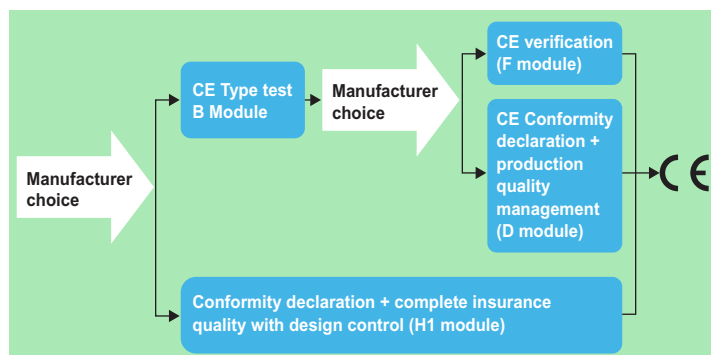 Manufacturer
choice
CE Type test
B Module
Manufacturer
choice
CE verification
(F module)
CE Conformity
declaration +
production
quality
management
(D module)
Conformity declaration + complete insurance
quality with design control (H1 module)
CE